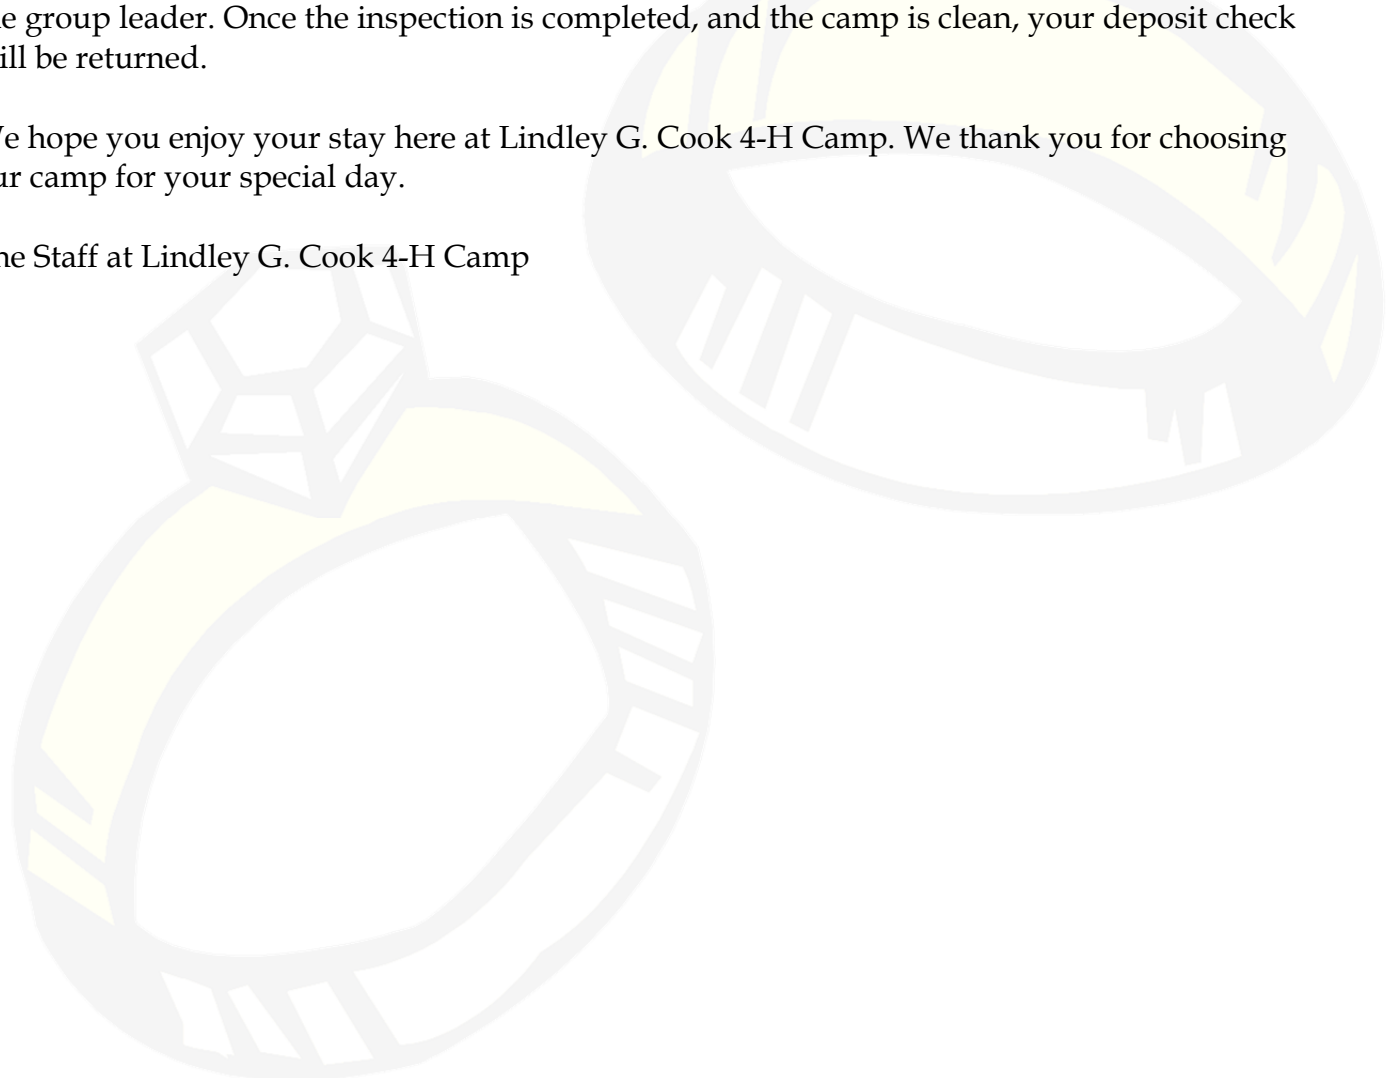 he group leader. Once the inspection is completed, and the camp is clean, your deposit check
ill be returned.
e hope you enjoy your stay here at Lindley G. Cook 4-H Camp. We thank you for choosing
ur camp for your special day.
he Staff at Lindley G. Cook 4-H Camp